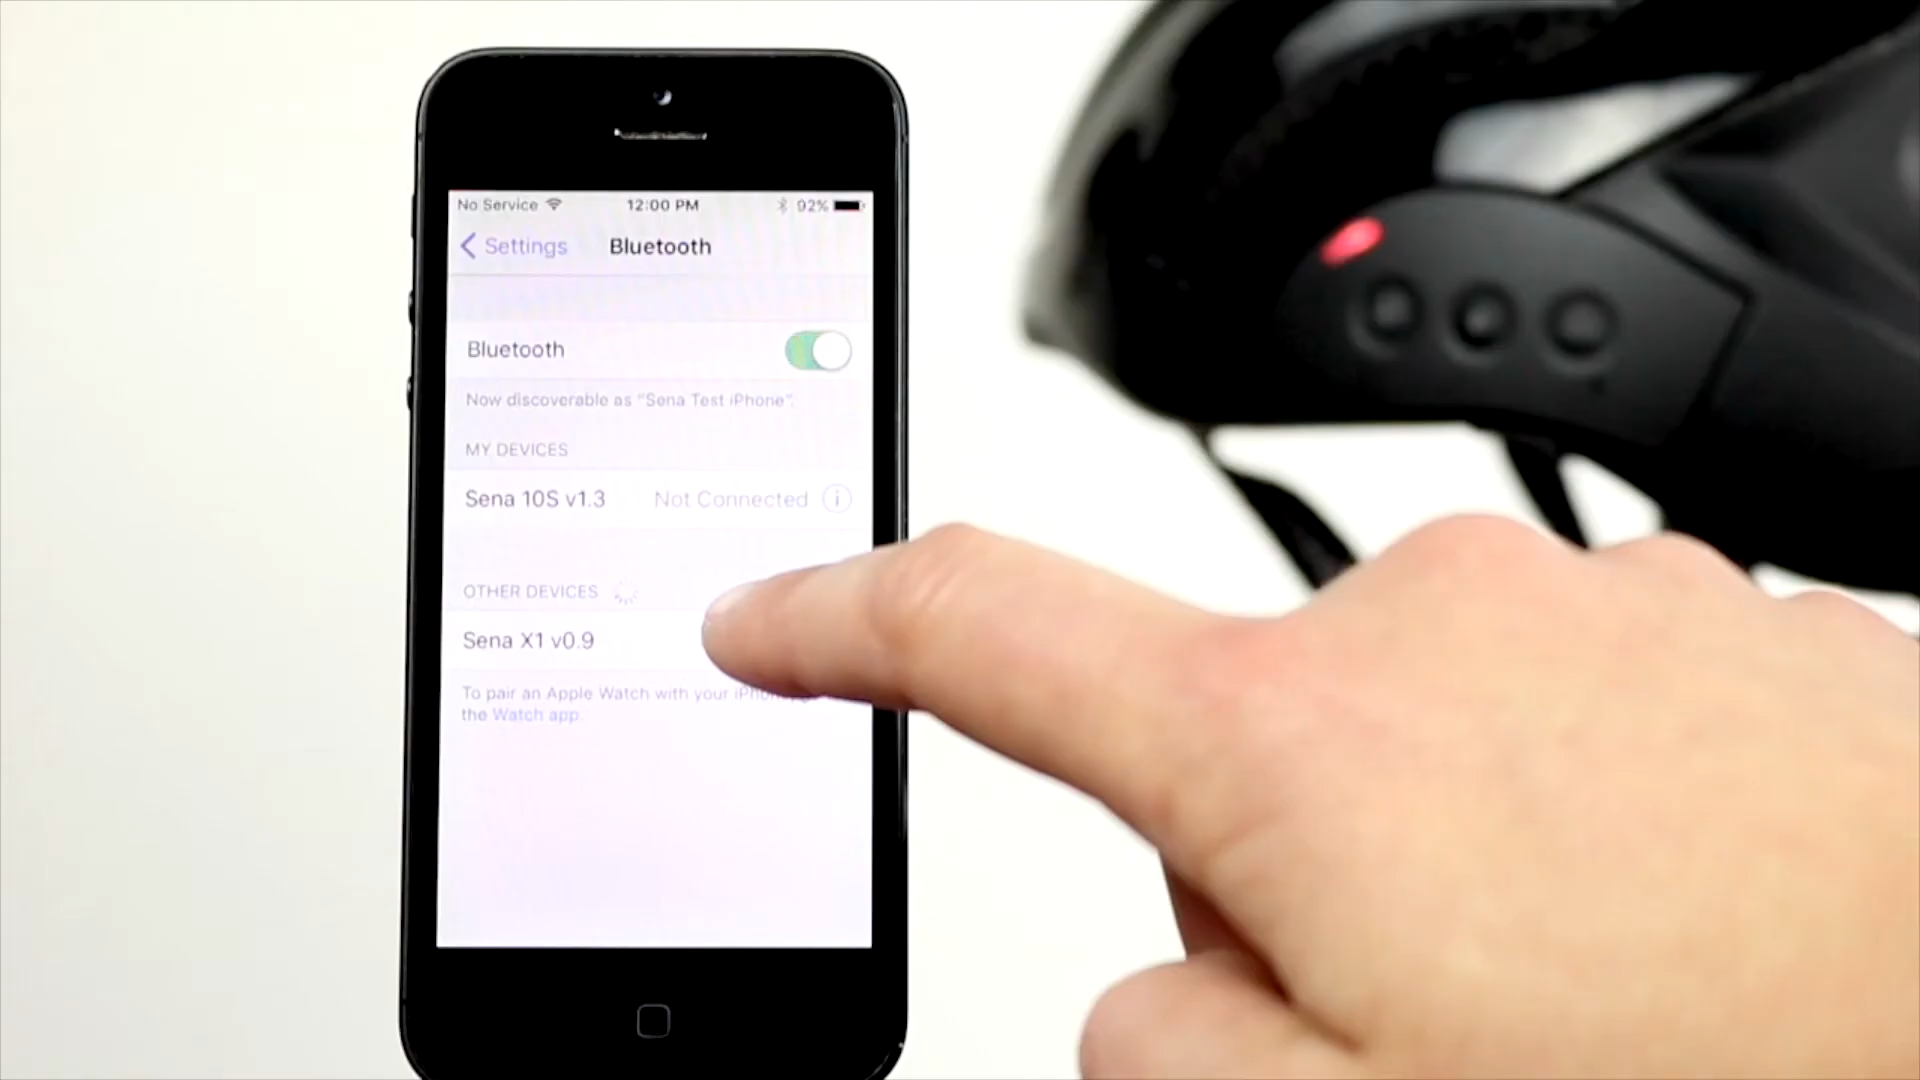 No Service 12:00 PM 92%
Settings Bluetooth
Bluetooth
Now discoverable as "Sena Test iPhone".
MY DEVICES
Sena 10S v1.3 Not Connected i
OTHER DEVICES
Sena X1 v0.9
To pair an Apple Watch with your
the Watch app.